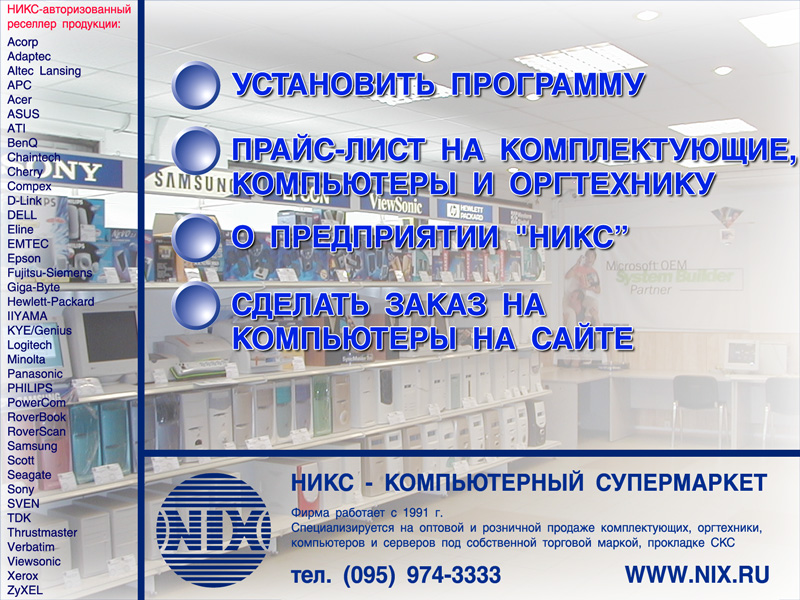 НИКС-авторизованный
реселлер продукции:
Acorp
Adaptec
Altec Lansing
APC
Acer
ASUS
ATI
BenQ
Chaintech
Cherry
Compex
D-Link
DELL
Eline
EMTEC
Epson
Fujitsu-Siemens
Giga-Byte
Hewlett-Packard
IIYAMA
KYE/Genius
Logitech
Minolta
Panasonic
PHILIPS
PowerCom
RoverBook
RoverScan
Samsung
Scott
Seagate
Sony
SVEN
TDK
Thrustmaster
Verbatim
Viewsonic
Xerox
ZyXEL
УСТАНОВИТЬ ПРОГРАММУ
ПРАЙС-ЛИСТ НА КОМПЛЕКТУЮЩИЕ,
КОМПЬЮТЕРЫ И ОРГТЕХНИКУ
О ПРЕДПРИЯТИИ "НИКС”
СДЕЛАТЬ ЗАКАЗ НА
КОМПЬЮТЕРЫ НА САЙТЕ
SONY
SAMSUNG
EPSON
ViewSonic
HEWLETT
PACKARD
Microsoft OEM
System Builder
Partner
NIX
НИКС - КОМПЬЮТЕРНЫЙ СУПЕРМАРКЕТ
Фирма работает с 1991 г.
Специализируется на оптовой и розничной продаже комплектующих, оргтехники,
компьютеров и серверов под собственной торговой маркой, прокладке СКС
тел. (095) 974-3333
WWW.NIX.RU